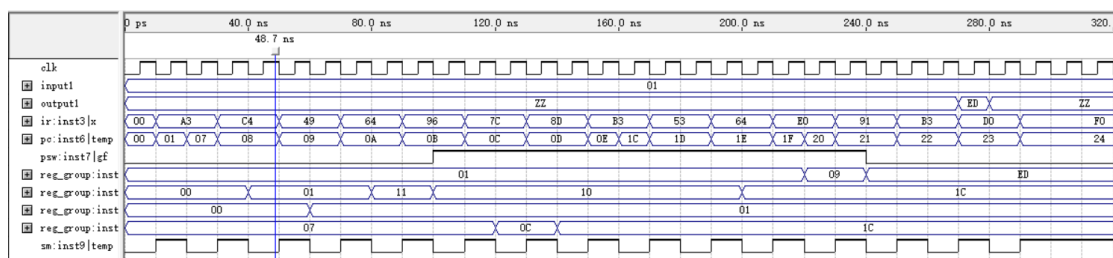 0 ps 40.0 ns 80.0 ns 120.0 ns 160.0 ns 200.0 ns 240.0 ns 280.0 ns 320.
48.7 ns
clk
input1 01
output1 ZZ ED ZZ
ir:inst3|x 00 A3 C4 49 64 96 7C 8D B3 53 64 E0 91 B3 D0 F0
pc:inst6|temp 00 01 07 08 09 0A 0B 0C 0D 0E 1C 1D 1E 1F 20 21 22 23 24
psw:inst7|gf
reg_group:inst 01 09 ED
reg_group:inst 00 01 11 10 1C
reg_group:inst 00 01
reg_group:inst 07 0C 1C
sm:inst9|temp